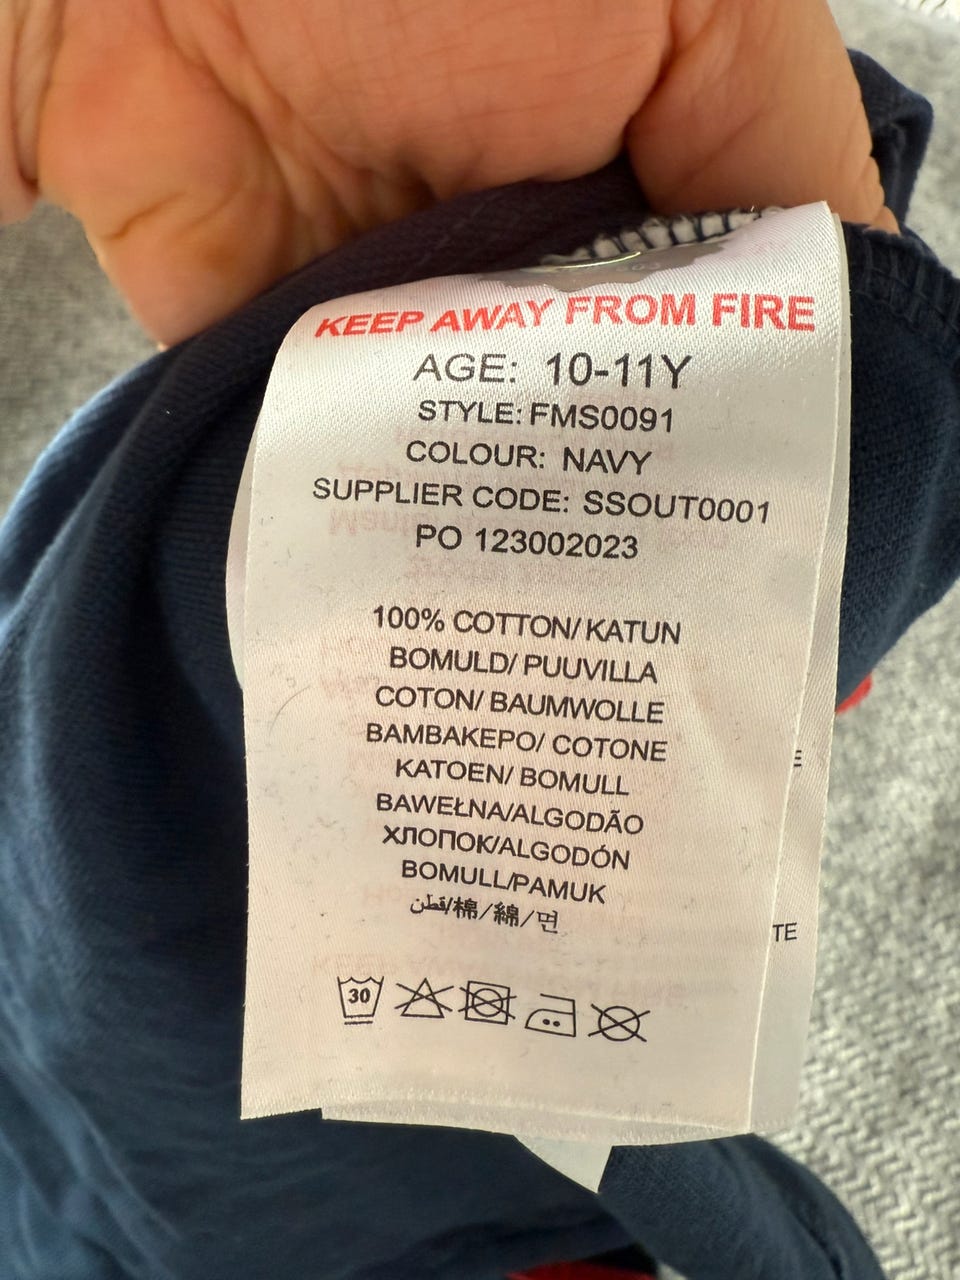 KEEP AWAY FROM FIRE
AGE: 10-11Y
STYLE: FMS0091
COLOUR: NAVY
SUPPLIER CODE: SSOUT0001
PO 123002023
100% COTTON/ KATUN
BOMULD/ PUUVILLA
COTON/ BAUMWOLLE
BAMBAKEPO/ COTONE
KATOEN/ BOMULL
BAWEŁNA/ALGODÃO
ХЛОПОК/ALGODÓN
BOMULL/PAMUK
قطن/棉/綿/면
30
E
TE